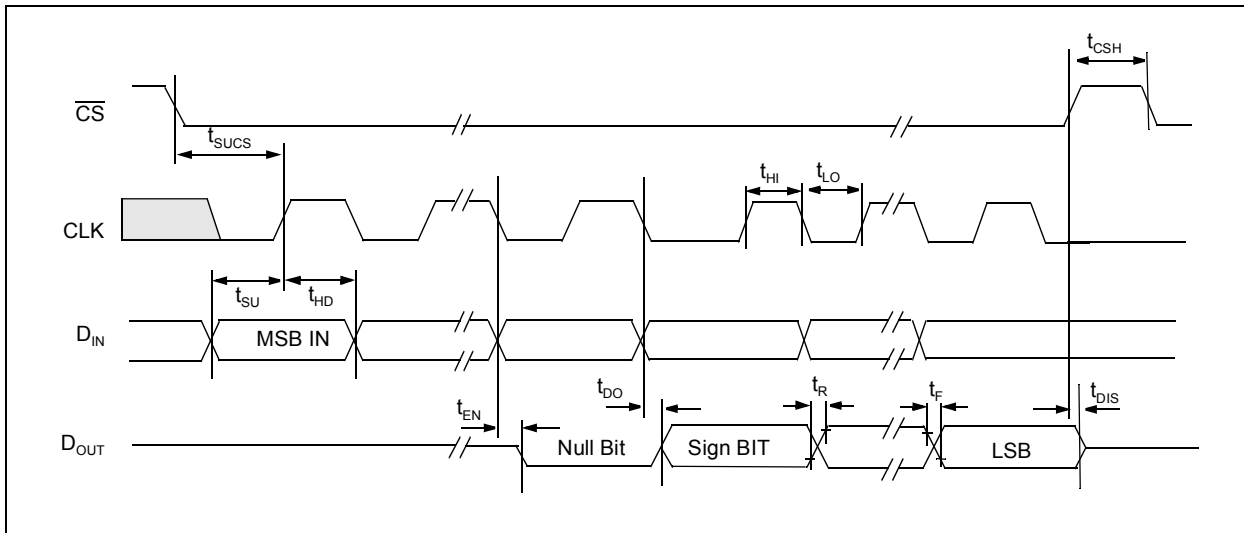 t_CSH
C̅S̅
t_SUCS
t_HI
t_LO
CLK
t_SU
t_HD
D_IN
MSB IN
t_EN
t_DO
t_R
t_F
t_DIS
D_OUT
Null Bit
Sign BIT
LSB